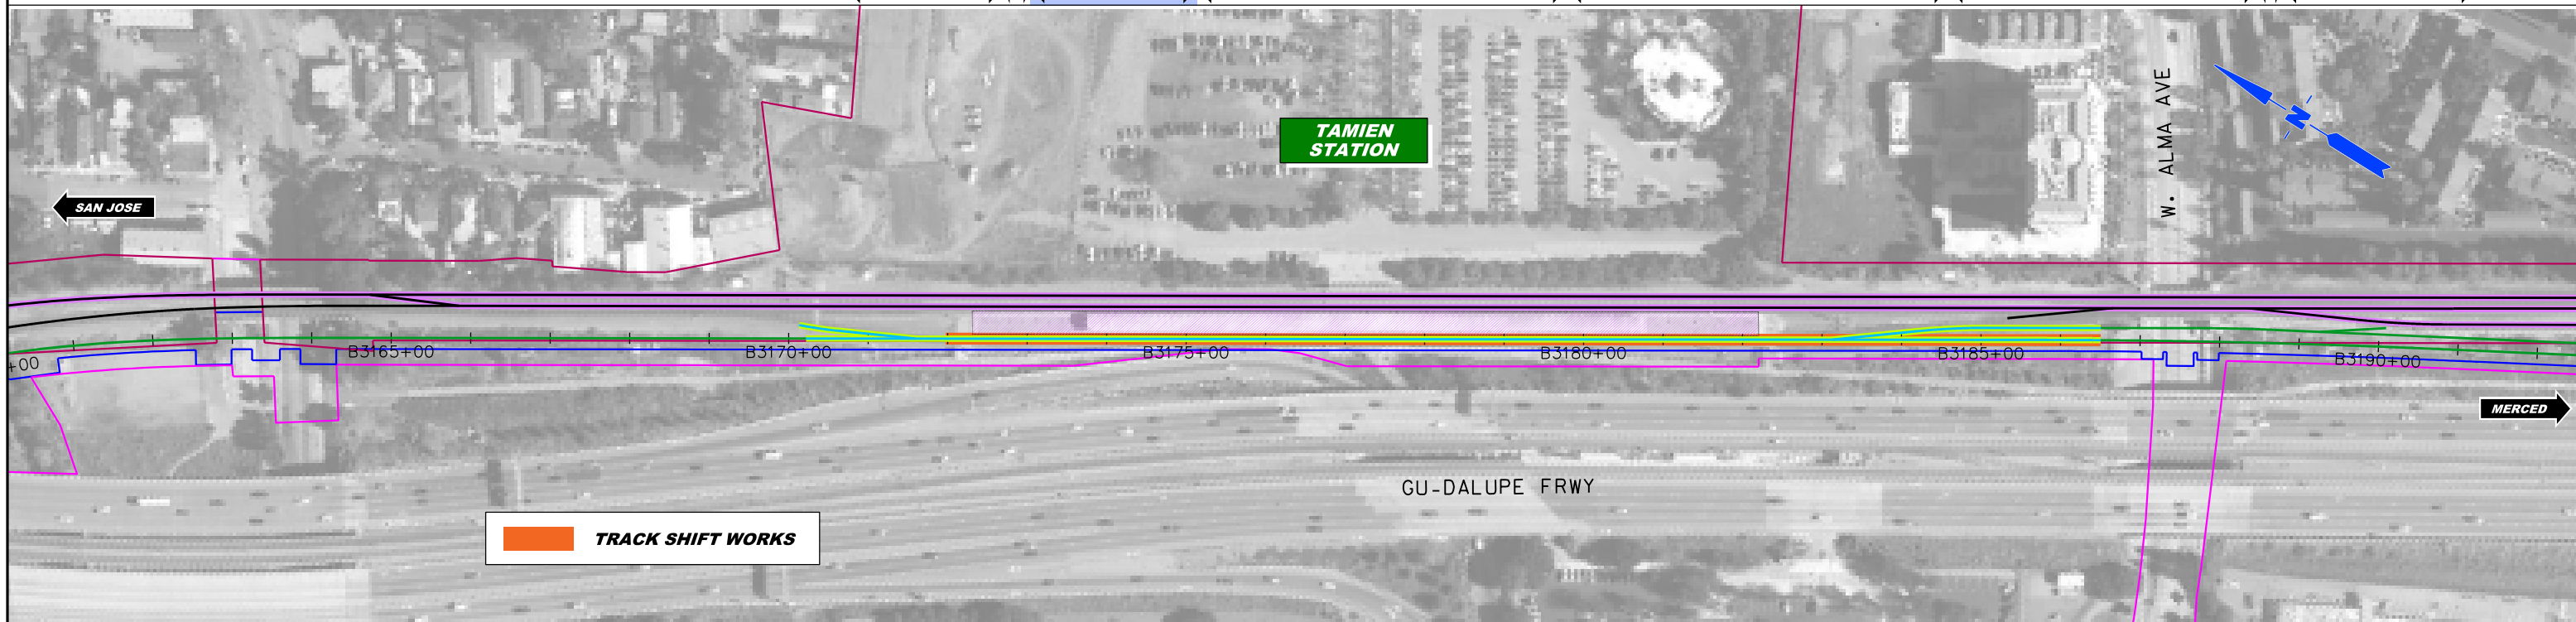 TAMIEN
STATION
W. ALMA AVE
N
SAN JOSE
+00
B3165+00
B3170+00
B3175+00
B3180+00
B3185+00
B3190+00
MERCED
GU-DALUPE FRWY
TRACK SHIFT WORKS